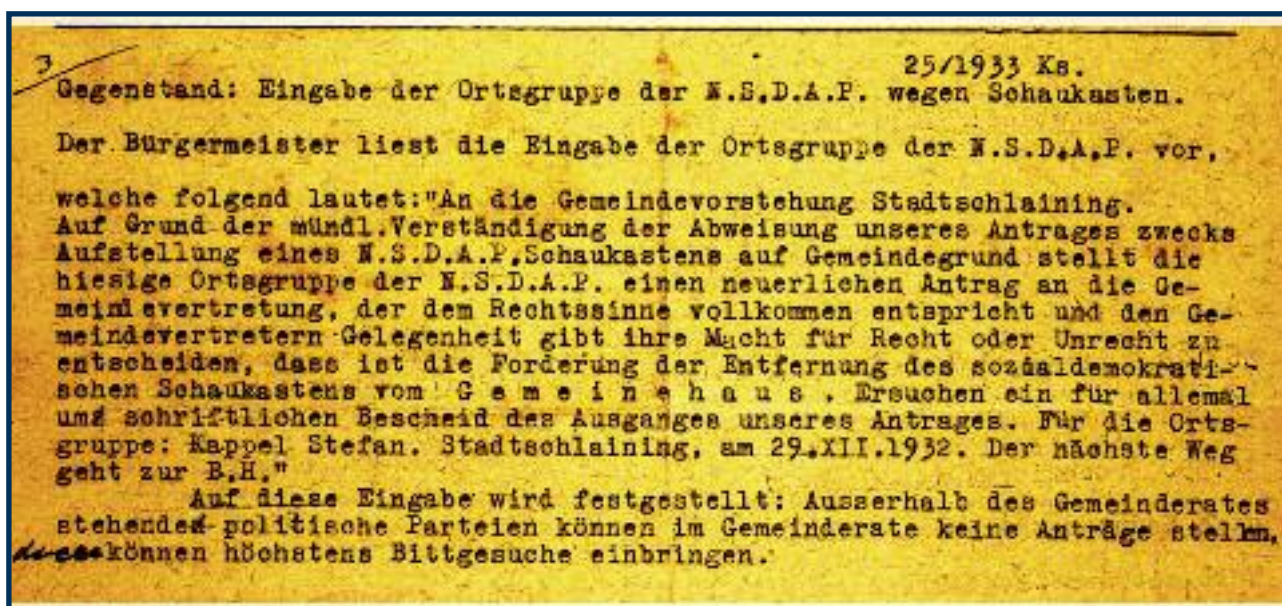 3
25/1933 Ks.
Gegenstand: Eingabe der Ortsgruppe der N.S.D.A.P. wegen Schaukasten.
Der Bürgermeister liest die Eingabe der Ortsgruppe der N.S.D.A.P. vor,
welche folgend lautet:"An die Gemeindevorstehung Stadtschlaining.
Auf Grund der mündl.Verständigung der Abweisung unseres Antrages zwecks
Aufstellung eines N.S.D.A.P.Schaukastens auf Gemeindegrund stellt die
hiesige Ortsgruppe der N.S.D.A.P. einen neuerlichen Antrag an die Ge-
meindevertretung, der dem Rechtssinne vollkommen entspricht und den Ge-
meindevertretern Gelegenheit gibt ihre Macht für Recht oder Unrecht zu
entscheiden, dass ist die Forderung der Entfernung des sozialdemokrati-
schen Schaukastens vom G e m e i n e h a u s . Ersuchen ein für allemal
um schriftlichen Bescheid des Ausganges unseres Antrages. Für die Orts-
gruppe: Kappel Stefan. Stadtschlaining, am 29.XII.1932. Der nächste Weg
geht zur B.H."
Auf diese Eingabe wird festgestellt: Ausserhalb des Gemeinderates
stehende politische Parteien können im Gemeinderate keine Anträge stellen,
können höchstens Bittgesuche einbringen.